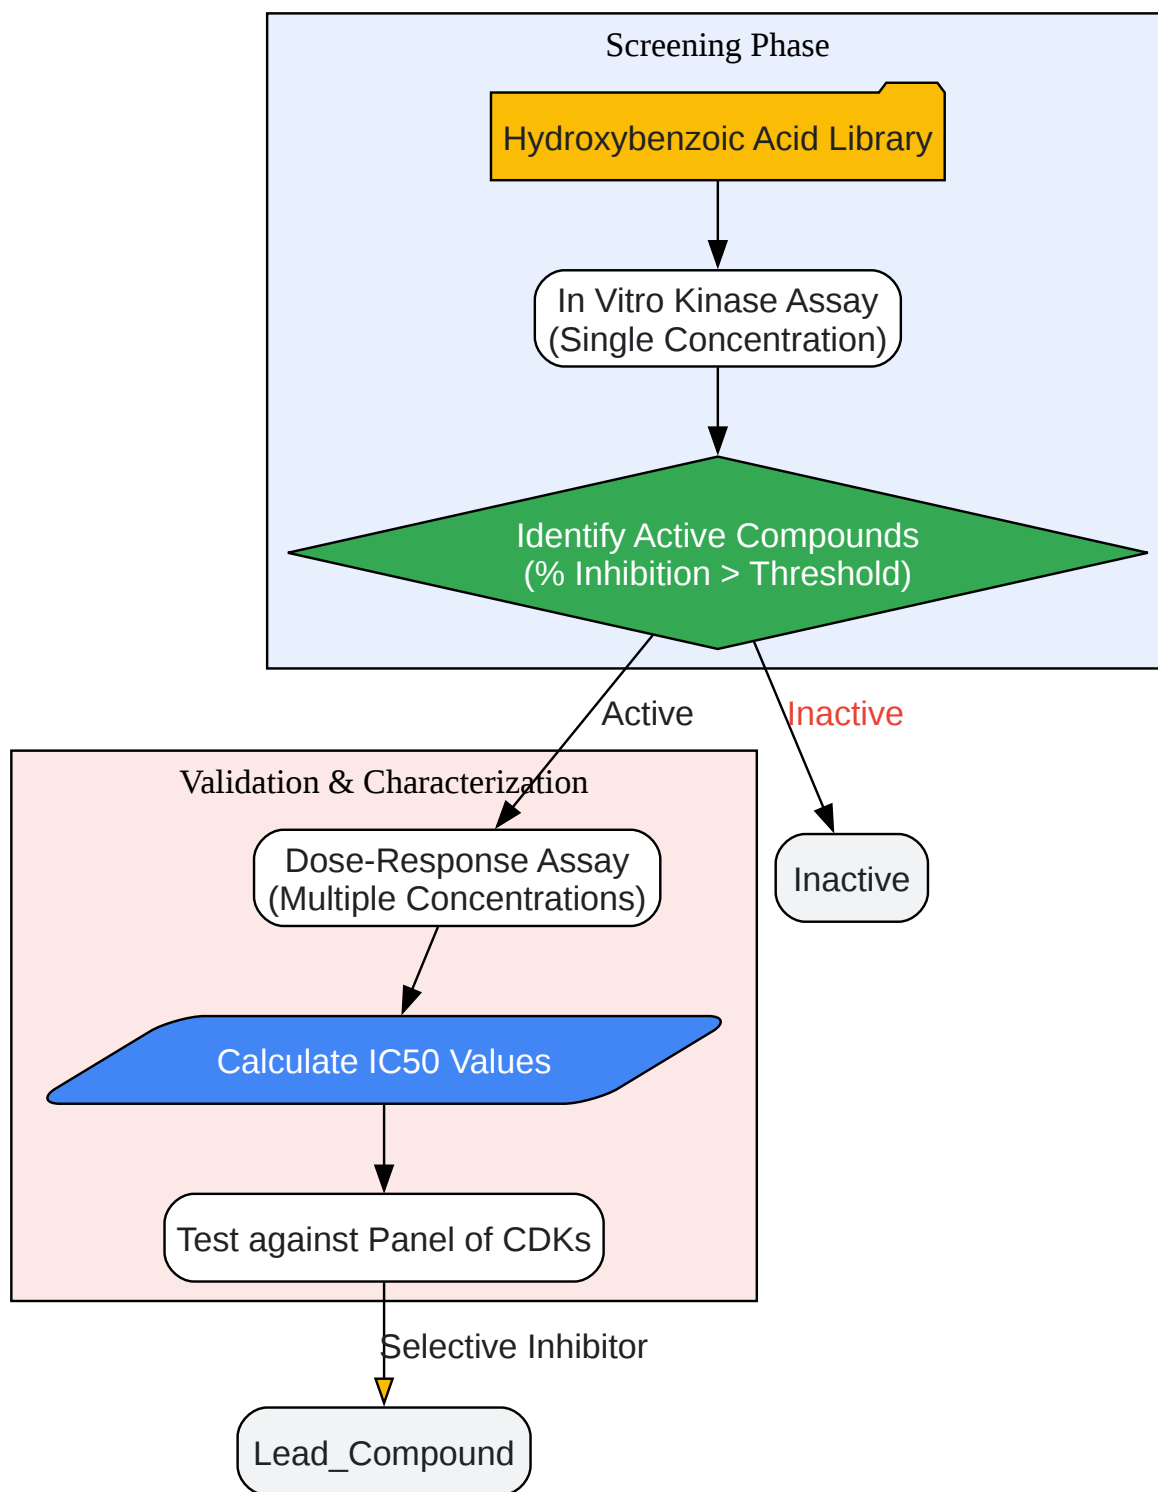 Screening Phase
Hydroxybenzoic Acid Library
In Vitro Kinase Assay
(Single Concentration)
Identify Active Compounds
(% Inhibition > Threshold)
Active
Inactive
Validation & Characterization
Dose-Response Assay
(Multiple Concentrations)
Inactive
Calculate IC50 Values
Test against Panel of CDKs
Selective Inhibitor
Lead_Compound